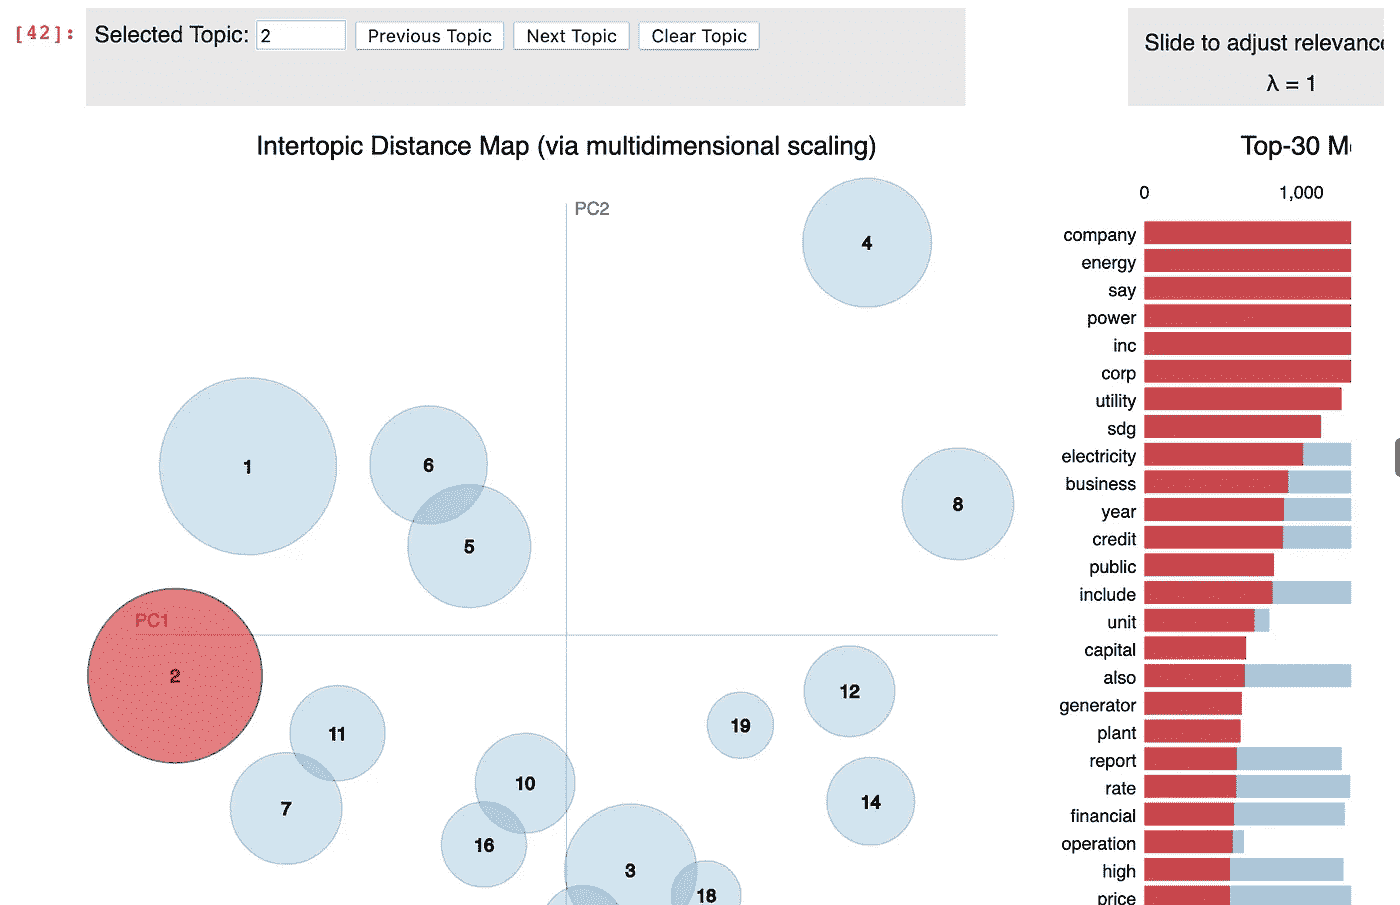 [42]:
Selected Topic: 2 Previous Topic Next Topic Clear Topic
Slide to adjust relevance
λ = 1
Intertopic Distance Map (via multidimensional scaling)
PC2
4
1
6
8
5
PC1
2
12
11
19
10
14
7
16
3
18
Top-30 M
0 1,000
company
energy
say
power
inc
corp
utility
sdg
electricity
business
year
credit
public
include
unit
capital
also
generator
plant
report
rate
financial
operation
high
price